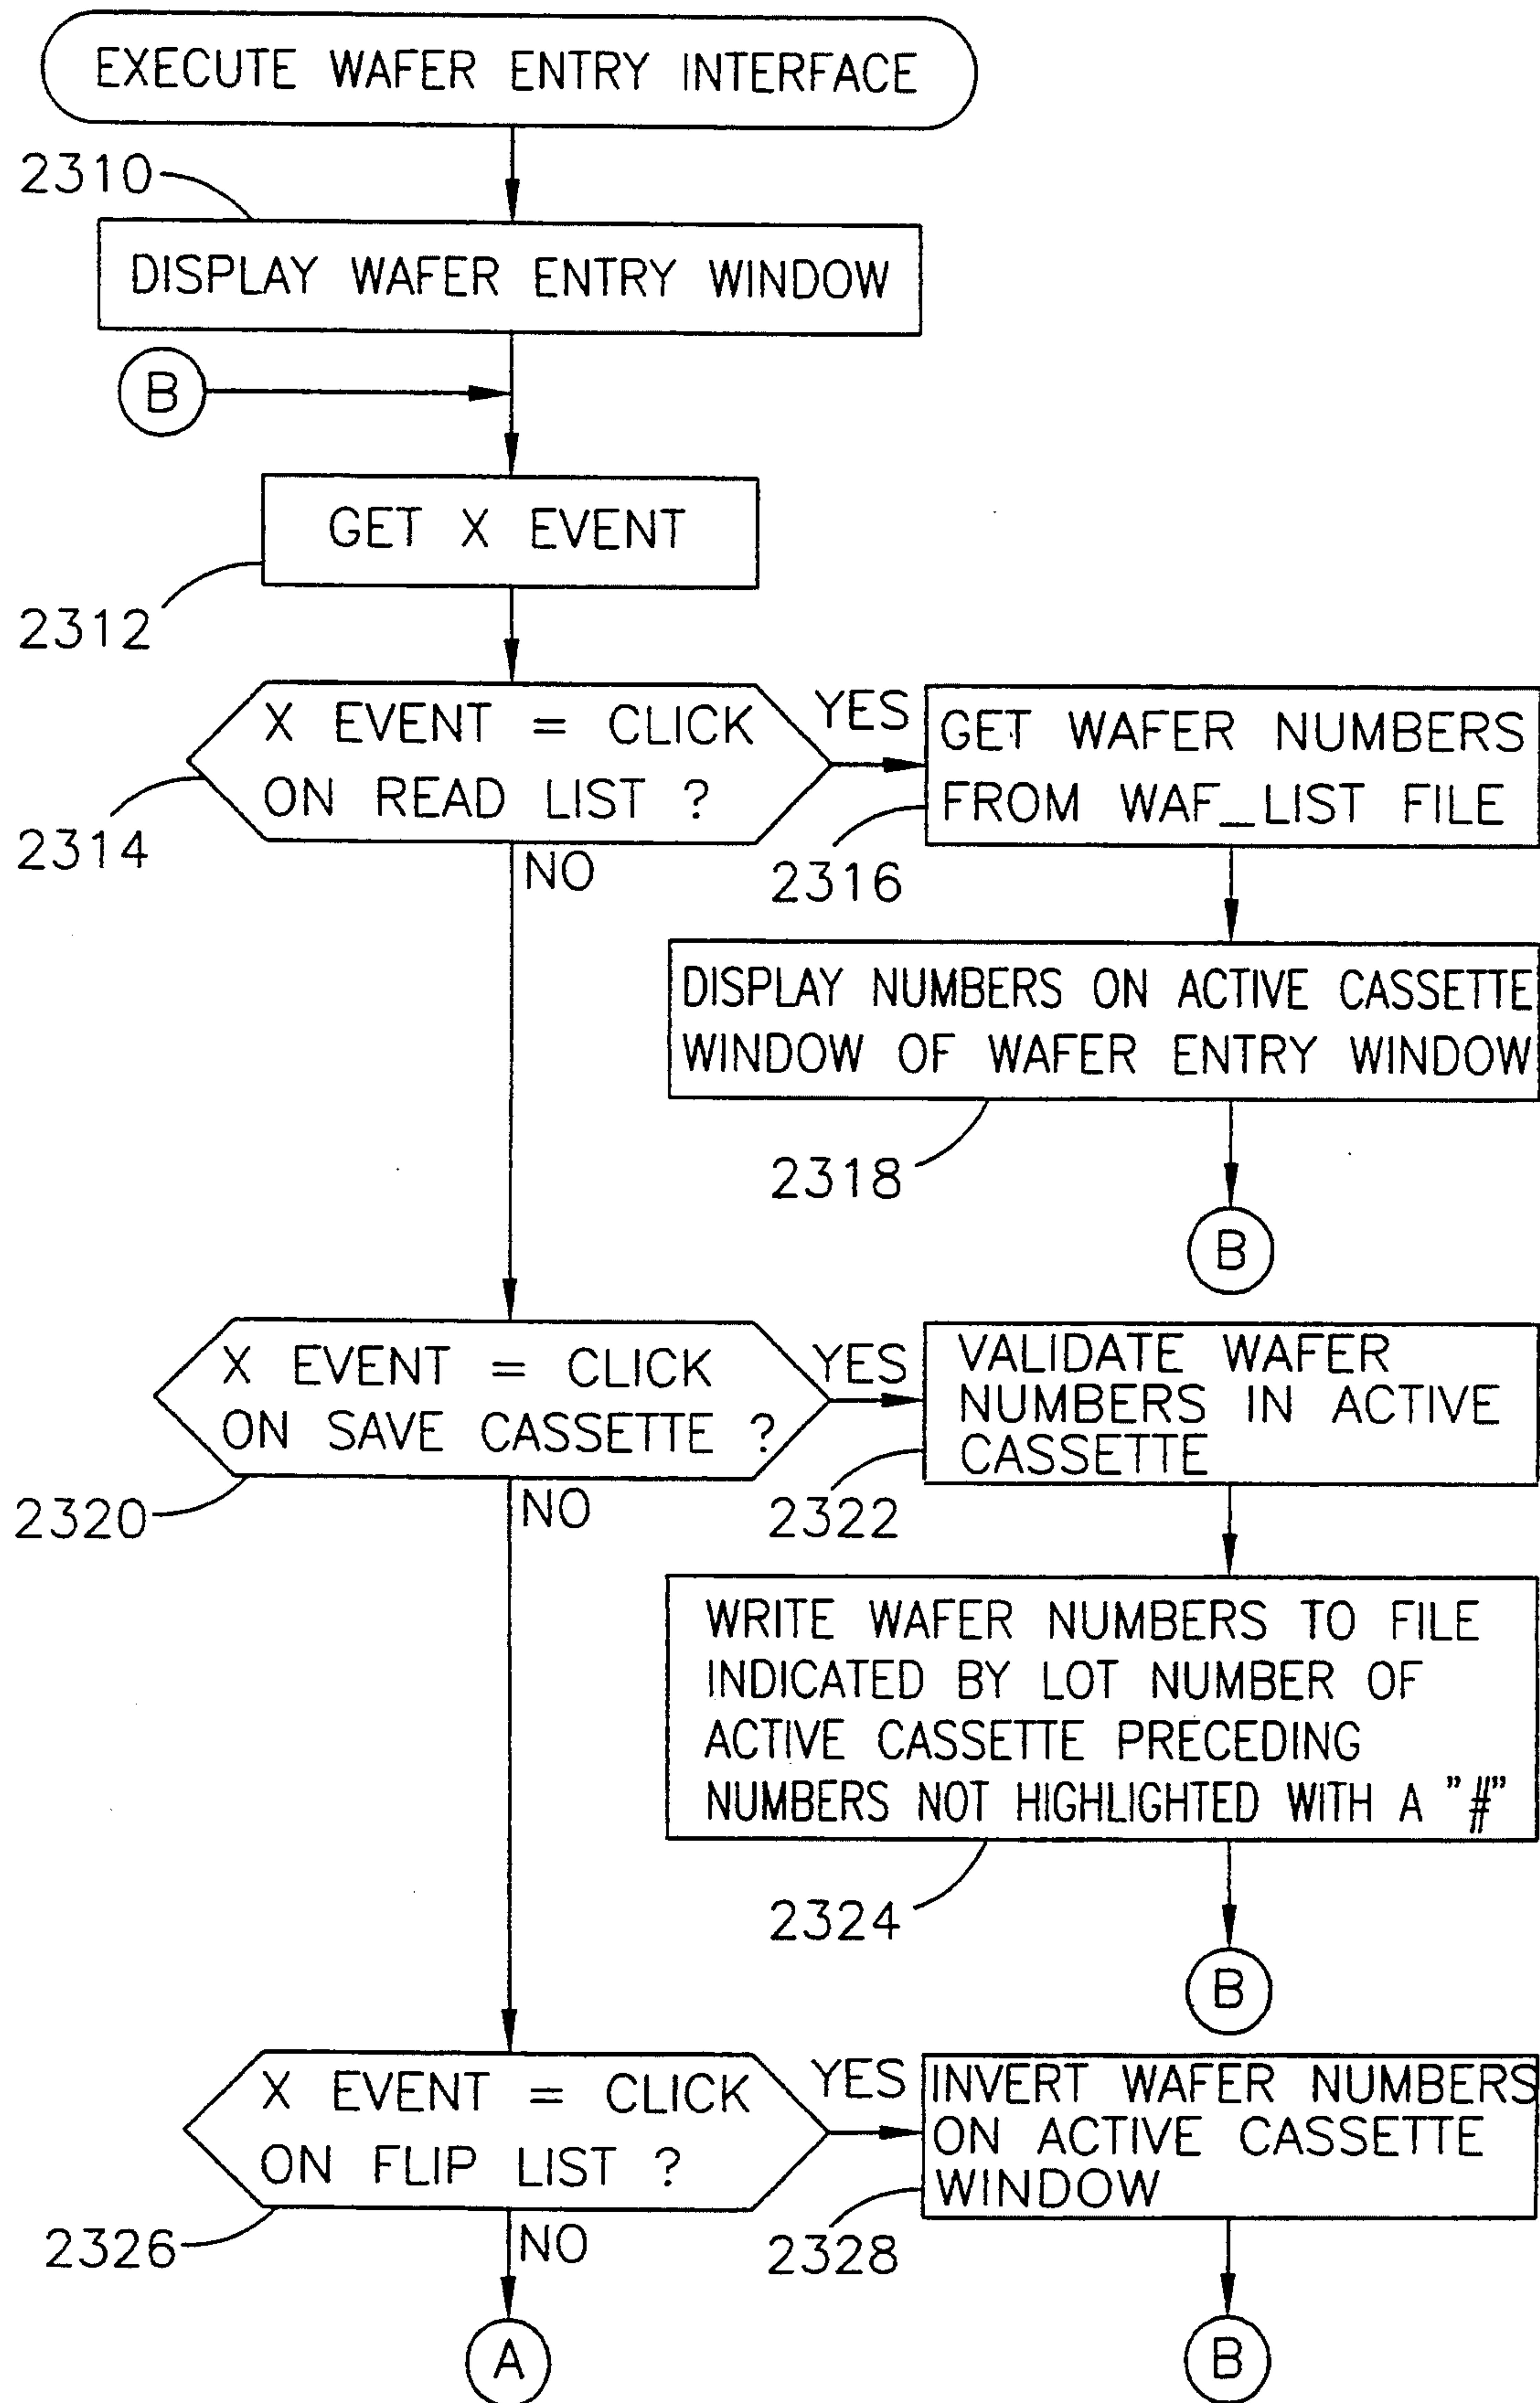 EXECUTE WAFER ENTRY INTERFACE
2310
DISPLAY WAFER ENTRY WINDOW
B
GET X EVENT
2312
X EVENT = CLICK
ON READ LIST ?
2314
YES
NO
GET WAFER NUMBERS
FROM WAF_LIST FILE
2316
DISPLAY NUMBERS ON ACTIVE CASSETTE
WINDOW OF WAFER ENTRY WINDOW
2318
B
X EVENT = CLICK
ON SAVE CASSETTE ?
2320
YES
NO
VALIDATE WAFER
NUMBERS IN ACTIVE
CASSETTE
2322
WRITE WAFER NUMBERS TO FILE
INDICATED BY LOT NUMBER OF
ACTIVE CASSETTE PRECEDING
NUMBERS NOT HIGHLIGHTED WITH A "#"
2324
B
X EVENT = CLICK
ON FLIP LIST ?
2326
YES
NO
INVERT WAFER NUMBERS
ON ACTIVE CASSETTE
WINDOW
2328
A
B